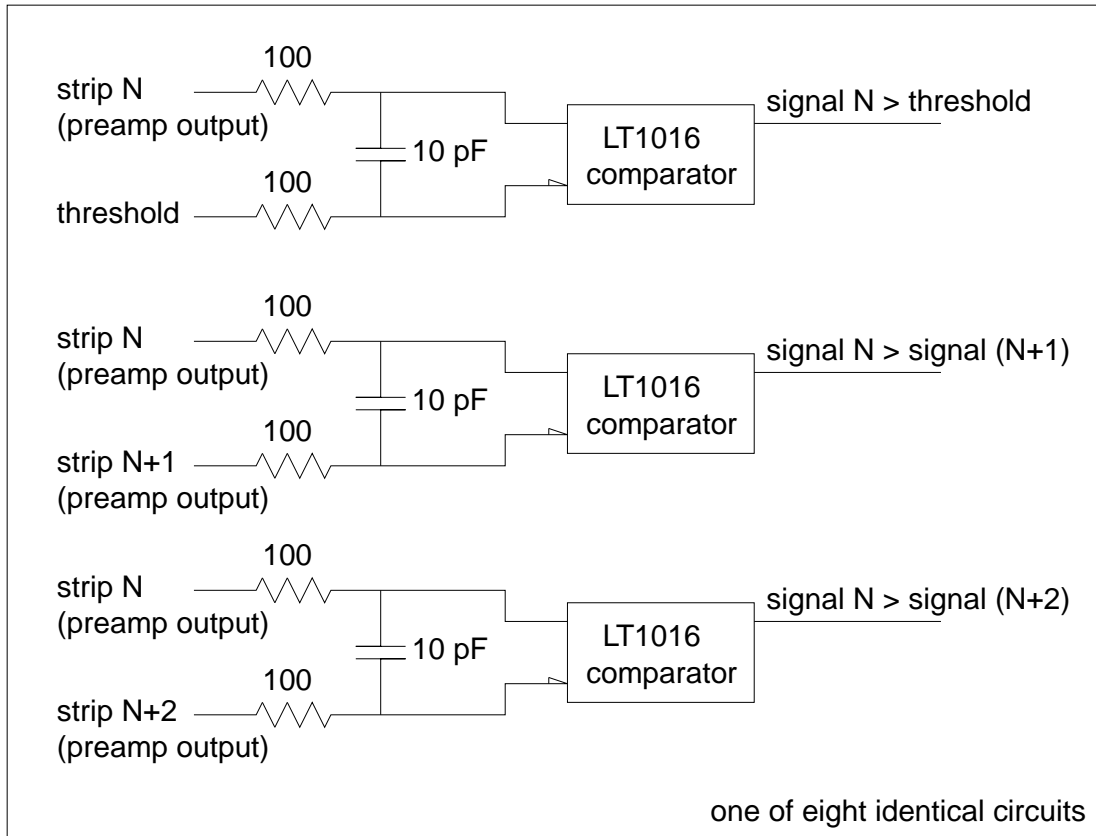 100
strip N
(preamp output)
10 pF
100
threshold
LT1016
comparator
signal N > threshold
100
strip N
(preamp output)
10 pF
100
strip N+1
(preamp output)
LT1016
comparator
signal N > signal (N+1)
100
strip N
(preamp output)
10 pF
100
strip N+2
(preamp output)
LT1016
comparator
signal N > signal (N+2)
one of eight identical circuits